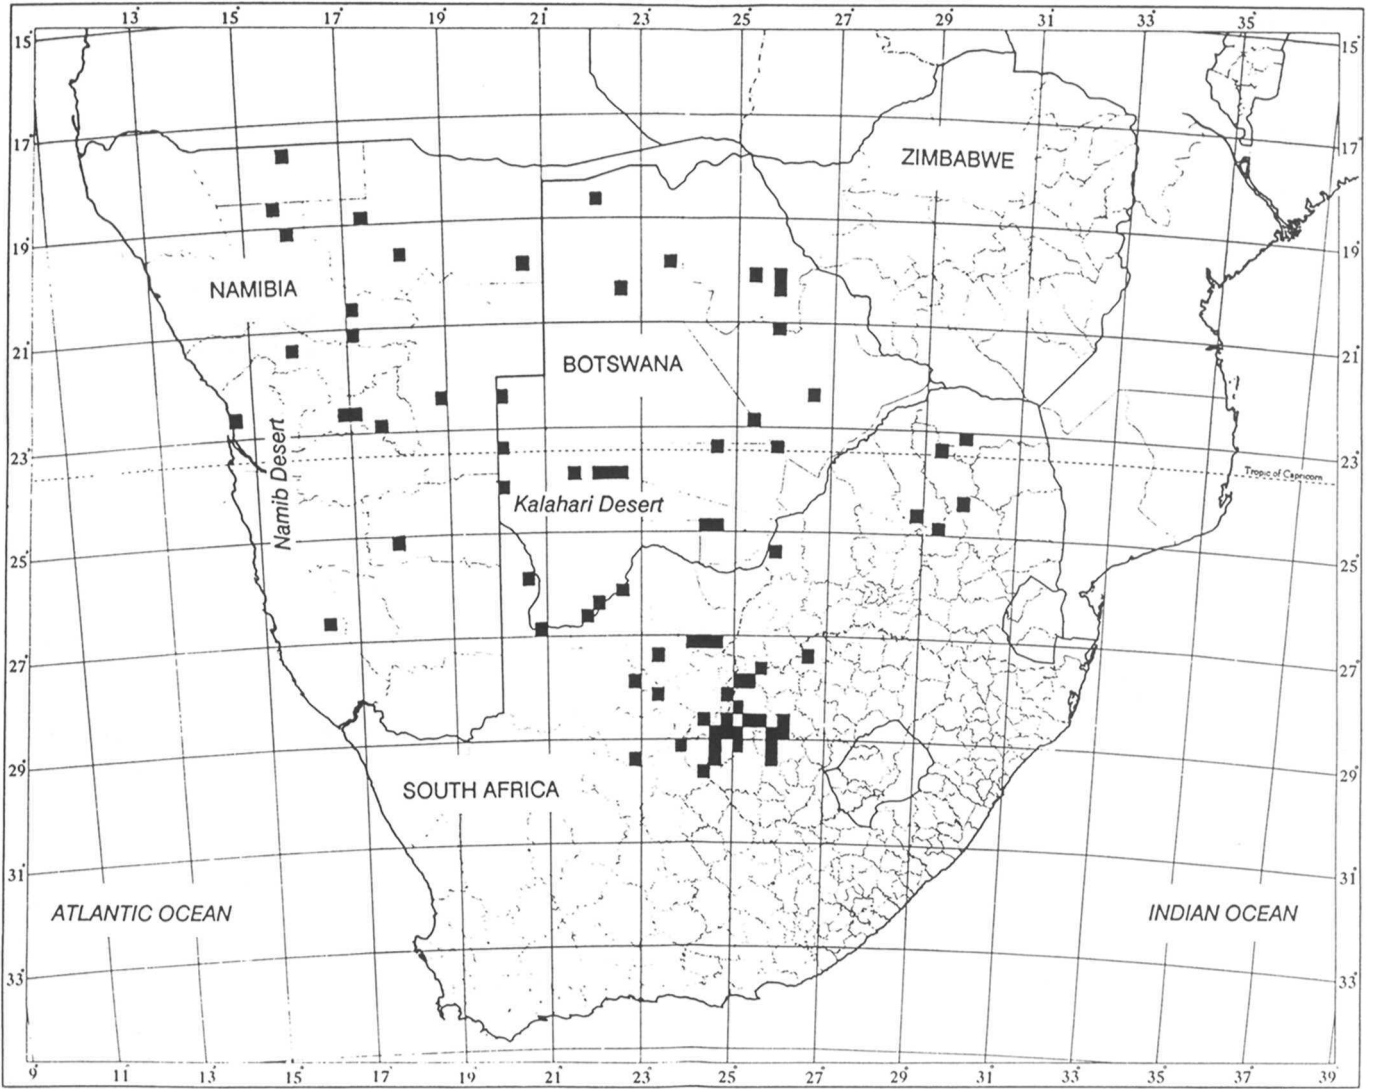 13° 15° 17° 19° 21° 23° 25° 27° 29° 31° 33° 35°
15° 15°
17° 17°
ZIMBABWE
19° 19°
NAMIBIA
21° 21°
BOTSWANA
Namib Desert
23° 23°
Tropic of Capricorn
Kalahari Desert
25° 25°
27° 27°
29° 29°
SOUTH AFRICA
31° 31°
ATLANTIC OCEAN
INDIAN OCEAN
33° 33°
9° 11° 13° 15° 17° 19° 21° 23° 25° 27° 29° 31° 33° 35° 37° 39°